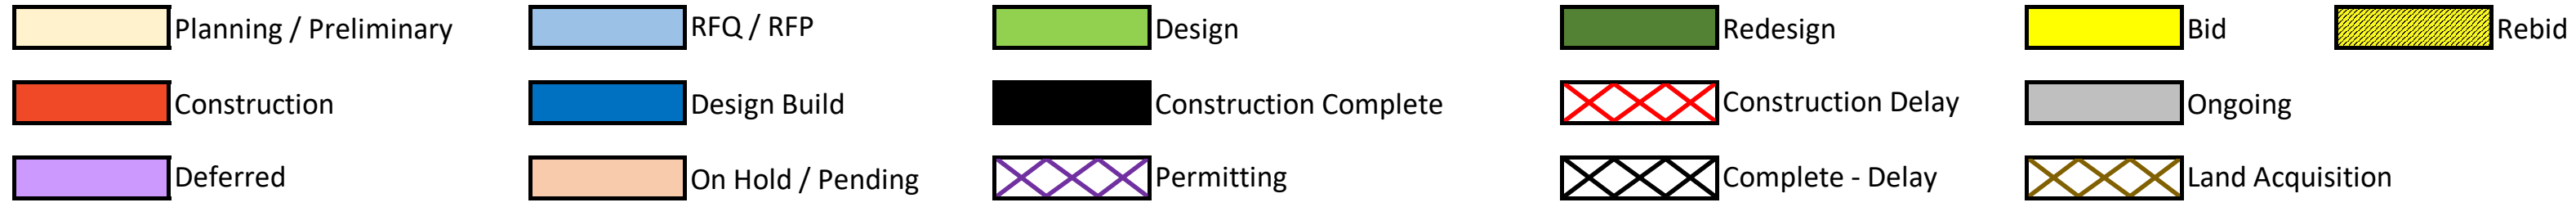 Planning / Preliminary
RFQ / RFP
Design
Redesign
Bid
Rebid
Construction
Design Build
Construction Complete
Construction Delay
Ongoing
Deferred
On Hold / Pending
Permitting
Complete - Delay
Land Acquisition